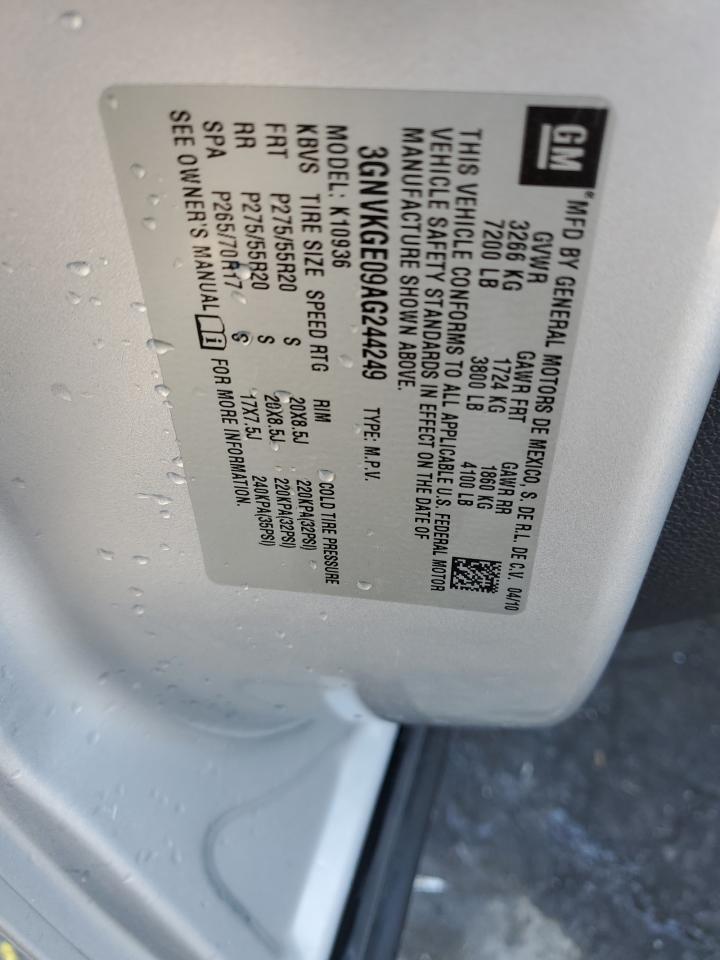 GM
MFD BY GENERAL MOTORS DE MEXICO, S. DE R.L. DE C.V. 04/10
GVWR GAWR FRT GAWR RR
3266 KG 1724 KG 1860 KG
7200 LB 3800 LB 4100 LB
THIS VEHICLE CONFORMS TO ALL APPLICABLE U.S. FEDERAL MOTOR
VEHICLE SAFETY STANDARDS IN EFFECT ON THE DATE OF
MANUFACTURE SHOWN ABOVE.
3GNVKGE09AG244249 TYPE: M.P.V.
MODEL: K10936
KBVS TIRE SIZE SPEED RTG RIM COLD TIRE PRESSURE
FRT P275/55R20 S 20X8.5J 220KPA(32PSI)
RR P275/55R20 S 20X8.5J 220KPA(32PSI)
SPA P265/70R17 S 17X7.5J 240KPA(35PSI)
SEE OWNER'S MANUAL FOR MORE INFORMATION.